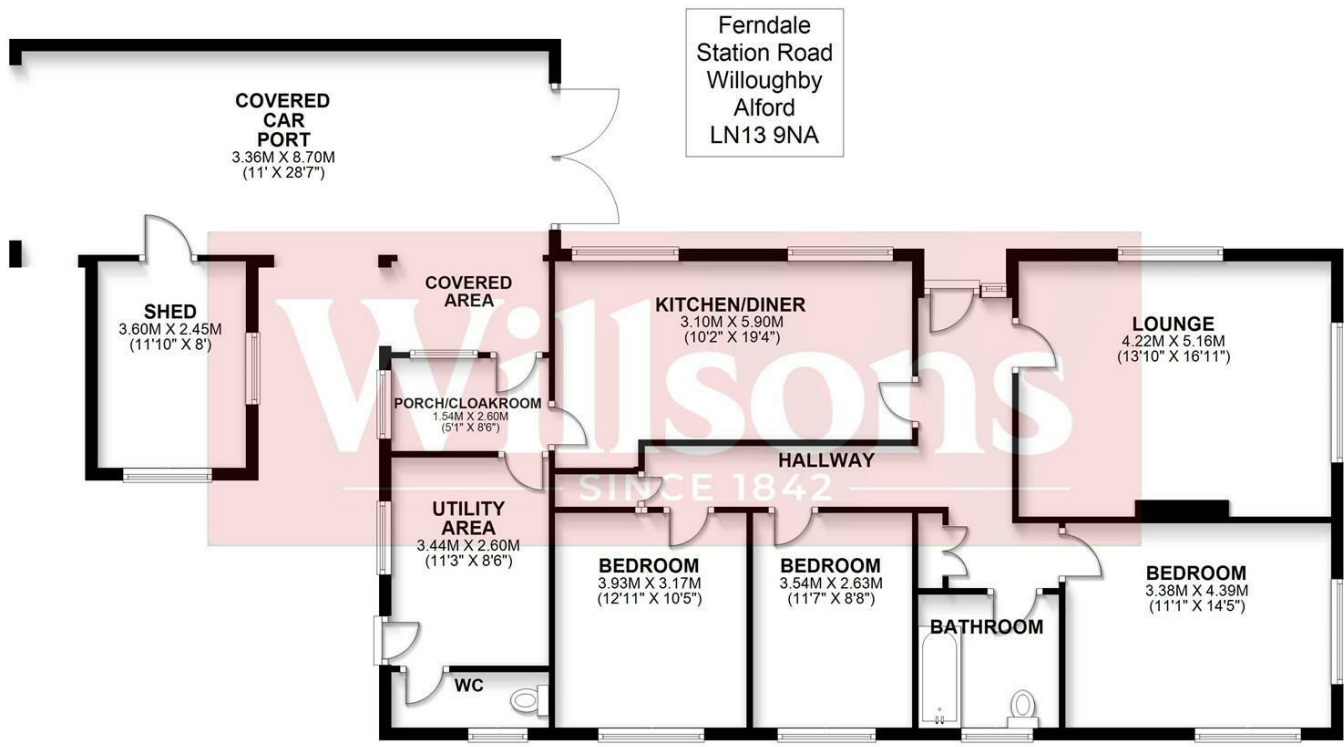 Ferndale
Station Road
Willoughby
Alford
LN13 9NA
COVERED
CAR
PORT
3.36M X 8.70M
(11' X 28'7")
SHED
3.60M X 2.45M
(11'10" X 8')
COVERED
AREA
KITCHEN/DINER
3.10M X 5.90M
(10'2" X 19'4")
LOUNGE
4.22M X 5.16M
(13'10" X 16'11")
PORCH/CLOAKROOM
1.54M X 2.60M
(5'1" X 8'6")
Willsons
SINCE 1842
HALLWAY
UTILITY
AREA
3.44M X 2.60M
(11'3" X 8'6")
BEDROOM
3.93M X 3.17M
(12'11" X 10'5")
BEDROOM
3.54M X 2.63M
(11'7" X 8'8")
BEDROOM
3.38M X 4.39M
(11'1" X 14'5")
BATHROOM
WC